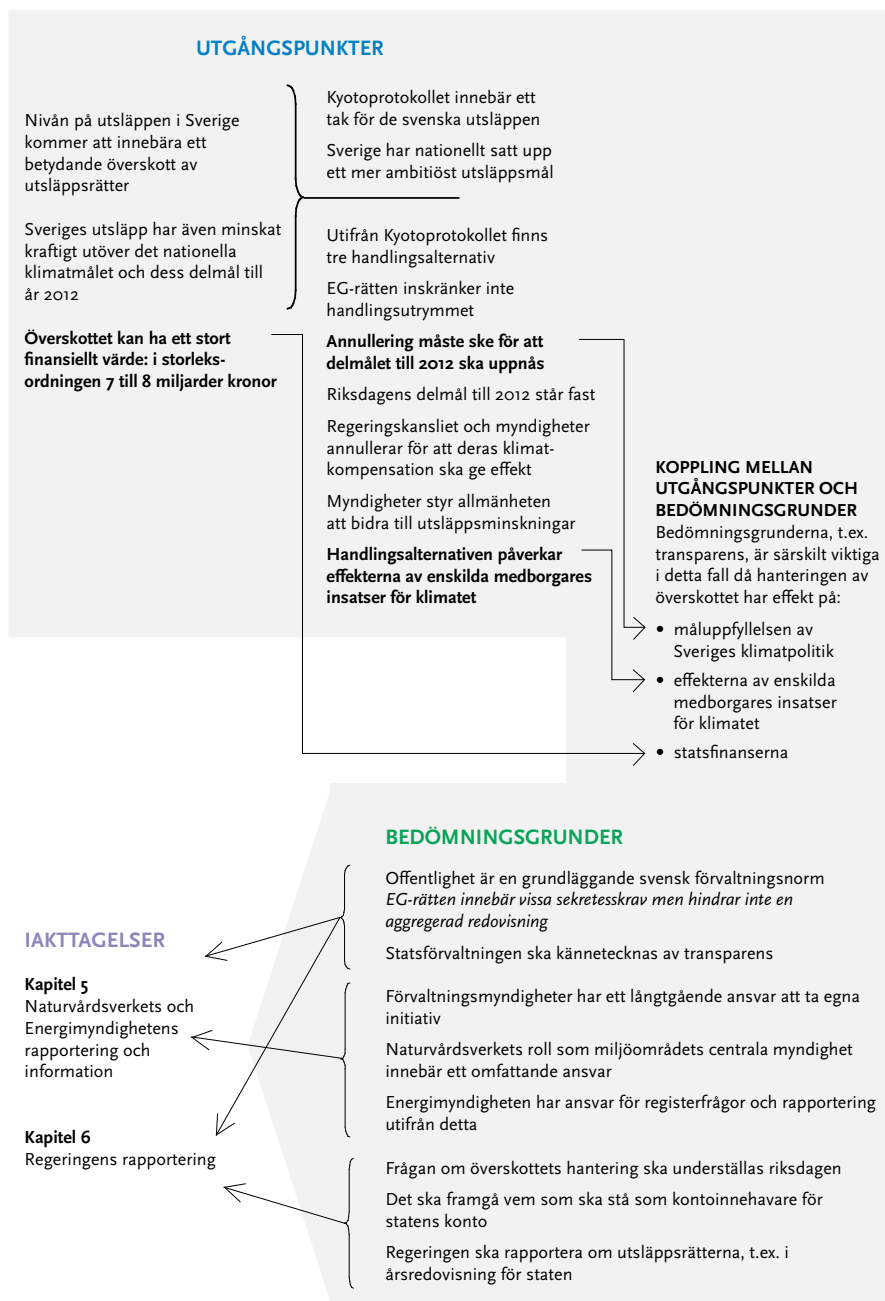 UTGÅNGSPUNKTER
Nivån på utsläppen i Sverige
kommer att innebära ett
betydande överskott av
utsläppsrätter
Sveriges utsläpp har även minskat
kraftigt utöver det nationella
klimatmålet och dess delmål till
år 2012
Överskottet kan ha ett stort
finansiellt värde: i storleks-
ordningen 7 till 8 miljarder kronor
Kyotoprotokollet innebär ett
tak för de svenska utsläppen
Sverige har nationellt satt upp
ett mer ambitiöst utsläppsmål
Utifrån Kyotoprotokollet finns
tre handlingsalternativ
EG-rätten inskränker inte
handlingsutrymmet
Annullering måste ske för att
delmålet till 2012 ska uppnås
Riksdagens delmål till 2012 står fast
Regeringskansliet och myndigheter
annullerar för att deras klimat-
kompensation ska ge effekt
Myndigheter styr allmänheten
att bidra till utsläppsminskningar
Handlingsalternativen påverkar
effekterna av enskilda medborgares
insatser för klimatet
KOPPLING MELLAN
UTGÅNGSPUNKTER OCH
BEDÖMNINGSGRUNDER
Bedömningsgrunderna, t.ex.
transparens, är särskilt viktiga
i detta fall då hanteringen av
överskottet har effekt på:
• måluppfyllelsen av
Sveriges klimatpolitik
• effekterna av enskilda
medborgares insatser
för klimatet
• statsfinanserna
BEDÖMNINGSGRUNDER
Offentlighet är en grundläggande svensk förvaltningsnorm
EG-rätten innebär vissa sekretesskrav men hindrar inte en
aggregerad redovisning
Statsförvaltningen ska kännetecknas av transparens
Förvaltningsmyndigheter har ett långtgående ansvar att ta egna
initiativ
Naturvårdsverkets roll som miljöområdets centrala myndighet
innebär ett omfattande ansvar
Energimyndigheten har ansvar för registerfrågor och rapportering
utifrån detta
Frågan om överskottets hantering ska underställas riksdagen
Det ska framgå vem som ska stå som kontoinnehavare för
statens konto
Regeringen ska rapportera om utsläppsrätterna, t.ex. i
årsredovisning för staten
IAKTTAGELSER
Kapitel 5
Naturvårdsverkets och
Energimyndighetens
rapportering och
information
Kapitel 6
Regeringens rapportering